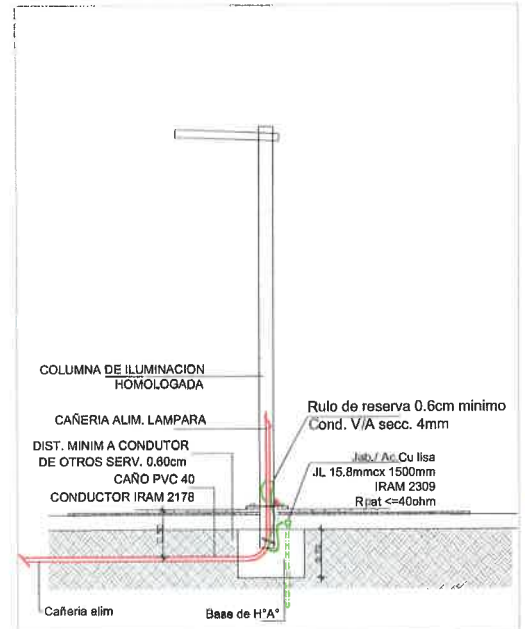 COLUMNA DE ILUMINACION
HOMOLOGADA
CAÑERIA ALIM. LAMPARA
DIST. MINIM A CONDUTOR
DE OTROS SERV. 0.60cm
CAÑO PVC 40
CONDUCTOR IRAM 2178
Rulo de reserva 0.6cm minimo
Cond. V/A secc. 4mm
Jab./ Ac.Cu lisa
JL 15.8mmcx 1500mm
IRAM 2309
Rpat <=40ohm
Cañeria alim
Base de H°A°